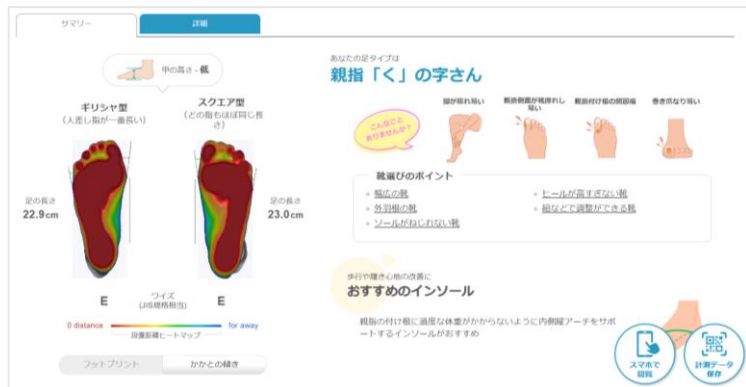 サマリー
詳細
甲の高さ - 低
ギリシャ型
(人差し指が一番長い)
スクエア型
(どの指もほぼ同じ長
さ)
足の長さ
22.9cm
足の長さ
23.0cm
E
ワイズ
(JIS規格相当)
E
0 distance
for away
設置距離ヒートマップ
フットプリント
かかとの傾き
あなたの足タイプは
親指「く」の字さん
こんなこと
ありませんか?
脚が疲れ易い
親指側面が靴擦れし
易い
親指付け根の関節痛
巻き爪なり易い
靴選びのポイント
幅広の靴
外羽根の靴
ソールがねじれない靴
ヒールが高すぎない靴
紐などで調整ができる靴
歩行や履き心地の改善に
おすすめのインソール
親指の付け根に過度な体重がかからないように内側縦アーチをサポ
ートするインソールがおすすめ
スマホで
閲覧
計測データ
保存